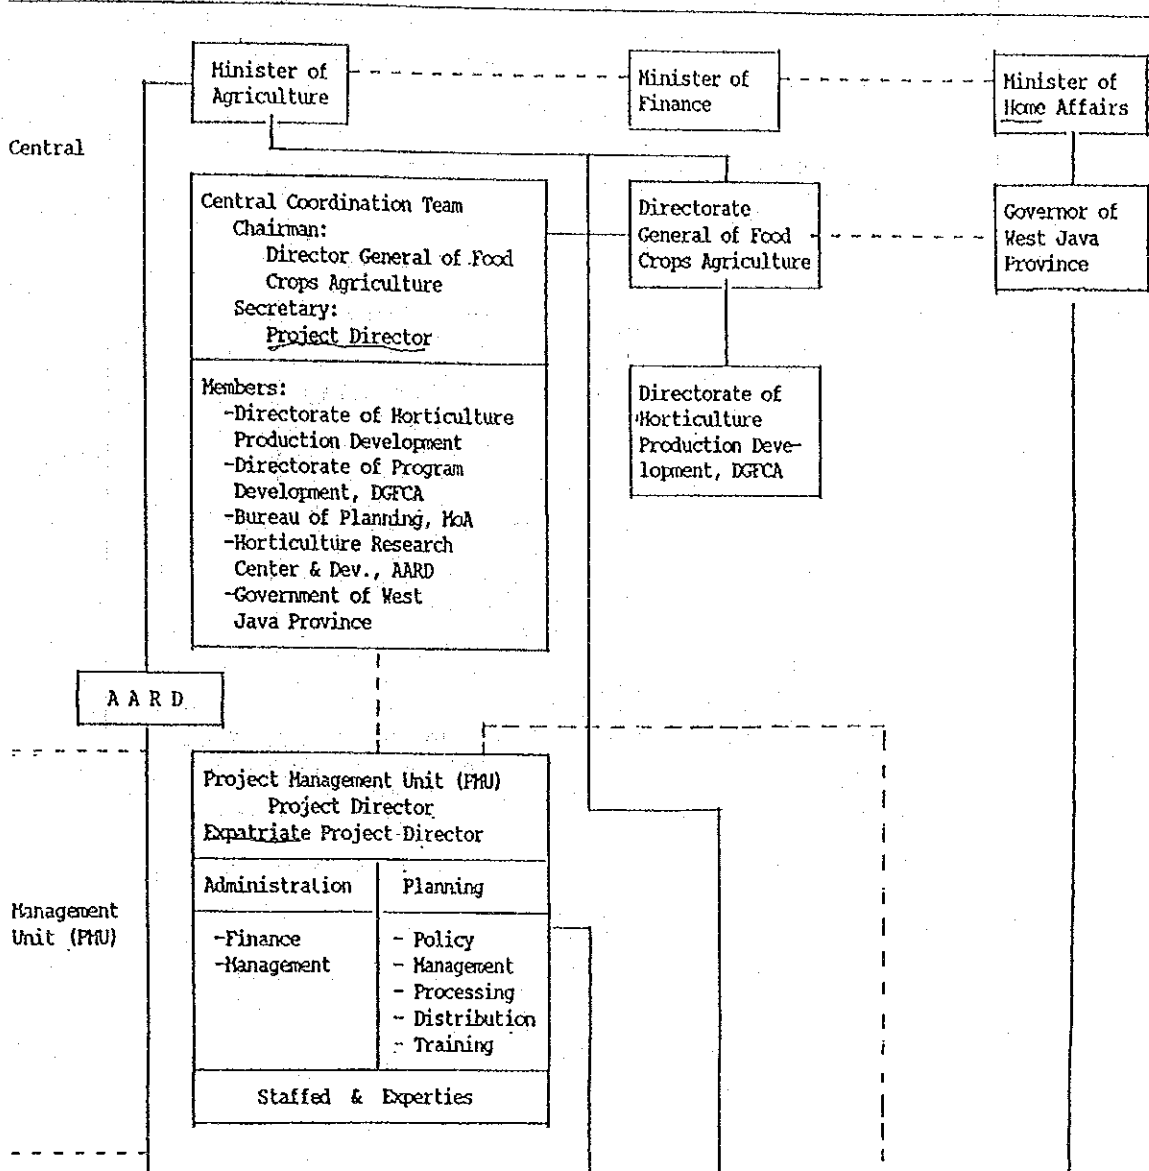 Minister of
Agriculture
Minister of
Finance
Minister of
Home Affairs
Central
Central Coordination Team
Chairman:
Director General of Food
Crops Agriculture
Secretary:
Project Director
Directorate
General of Food
Crops Agriculture
Governor of
West Java
Province
Members:
-Directorate of Horticulture
Production Development
-Directorate of Program
Development, DGFCA
-Bureau of Planning, MoA
-Horticulture Research
Center & Dev., AARD
-Government of West
Java Province
Directorate of
Horticulture
Production Deve-
lopment, DGFCA
A A R D
Project Management Unit (PMU)
Project Director
Expatriate Project Director
Administration
Planning
Management
Unit (PMU)
-Finance
-Management
- Policy
- Management
- Processing
- Distribution
- Training
Staffed & Experties